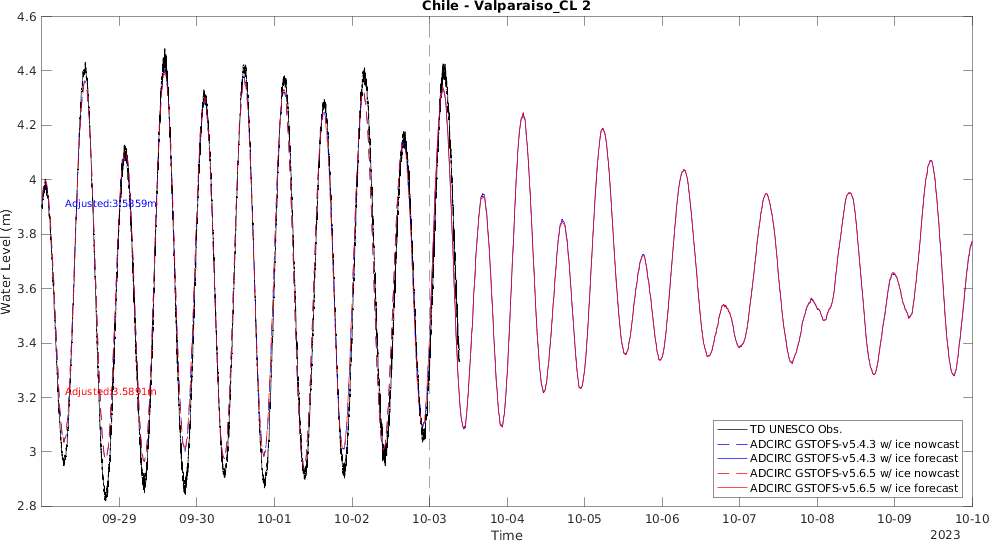 Chile - Valparaiso_CL 2
4.6
4.4
4.2
4
3.8
3.6
3.4
3.2
3
2.8
Water Level (m)
Adjusted:3.5859m
Adjusted:3.5891m
TD UNESCO Obs.
ADCIRC GSTOFS-v5.4.3 w/ ice nowcast
ADCIRC GSTOFS-v5.4.3 w/ ice forecast
ADCIRC GSTOFS-v5.6.5 w/ ice nowcast
ADCIRC GSTOFS-v5.6.5 w/ ice forecast
09-29 09-30 10-01 10-02 10-03 10-04 10-05 10-06 10-07 10-08 10-09 10-10
Time
2023